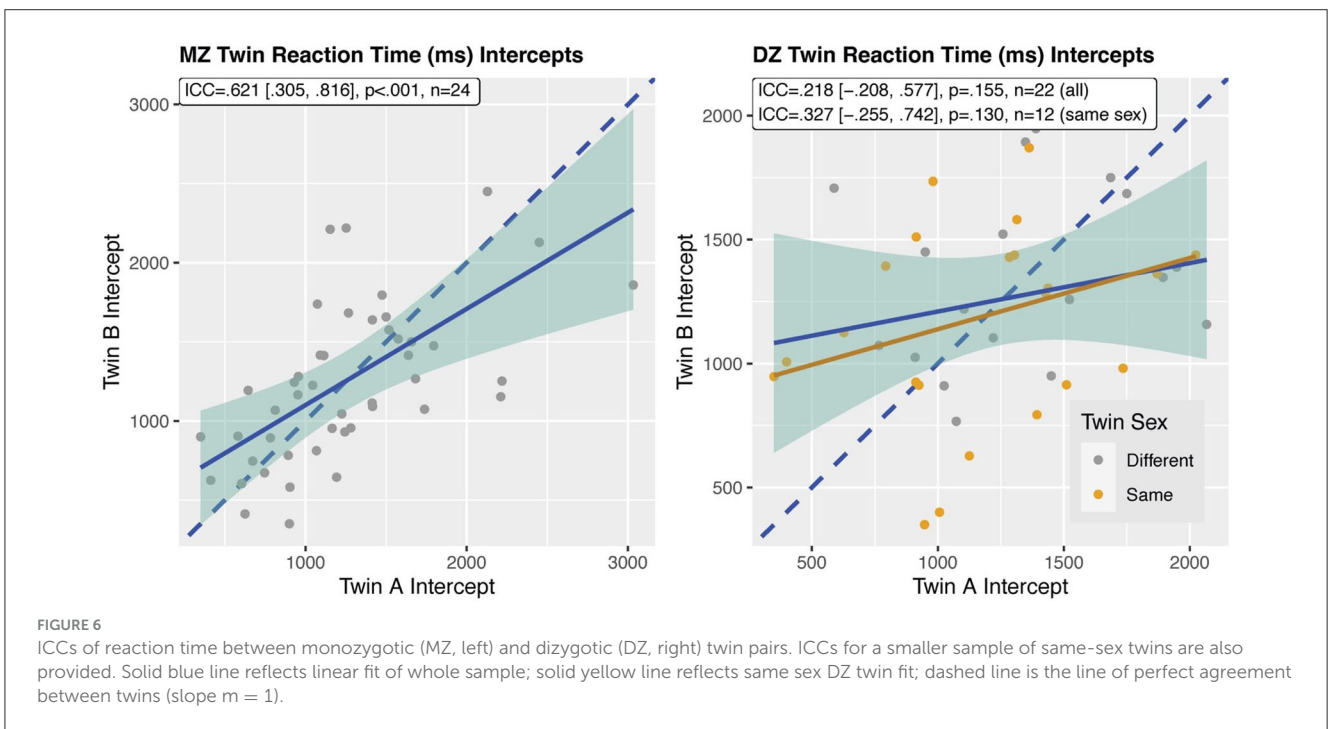 MZ Twin Reaction Time (ms) Intercepts
ICC=.621 [.305, .816], p<.001, n=24
3000
2000
1000
Twin B Intercept
1000 2000 3000
Twin A Intercept
DZ Twin Reaction Time (ms) Intercepts
ICC=.218 [−.208, .577], p=.155, n=22 (all)
ICC=.327 [−.255, .742], p=.130, n=12 (same sex)
2000
1500
1000
500
Twin B Intercept
Twin Sex
Different
Same
500 1000 1500 2000
Twin A Intercept
FIGURE 6
ICCs of reaction time between monozygotic (MZ, left) and dizygotic (DZ, right) twin pairs. ICCs for a smaller sample of same-sex twins are also
provided. Solid blue line reflects linear fit of whole sample; solid yellow line reflects same sex DZ twin fit; dashed line is the line of perfect agreement
between twins (slope m = 1).